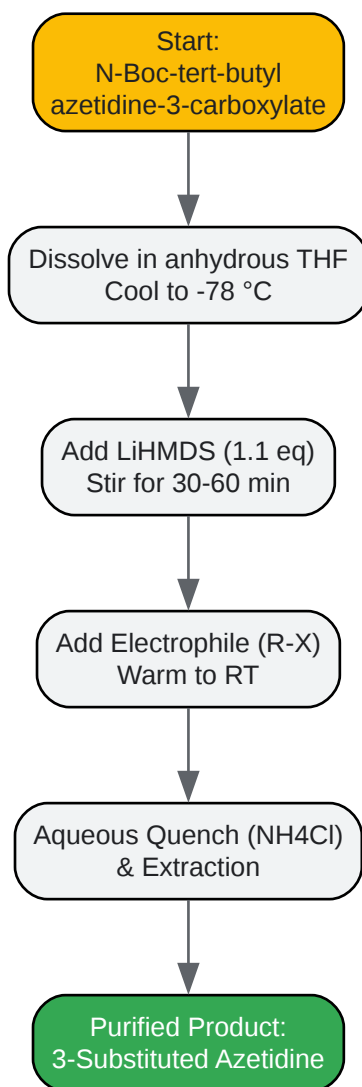 Start:
N-Boc-tert-butyl
azetidine-3-carboxylate
Dissolve in anhydrous THF
Cool to -78 °C
Add LiHMDS (1.1 eq)
Stir for 30-60 min
Add Electrophile (R-X)
Warm to RT
Aqueous Quench (NH4Cl)
& Extraction
Purified Product:
3-Substituted Azetidine